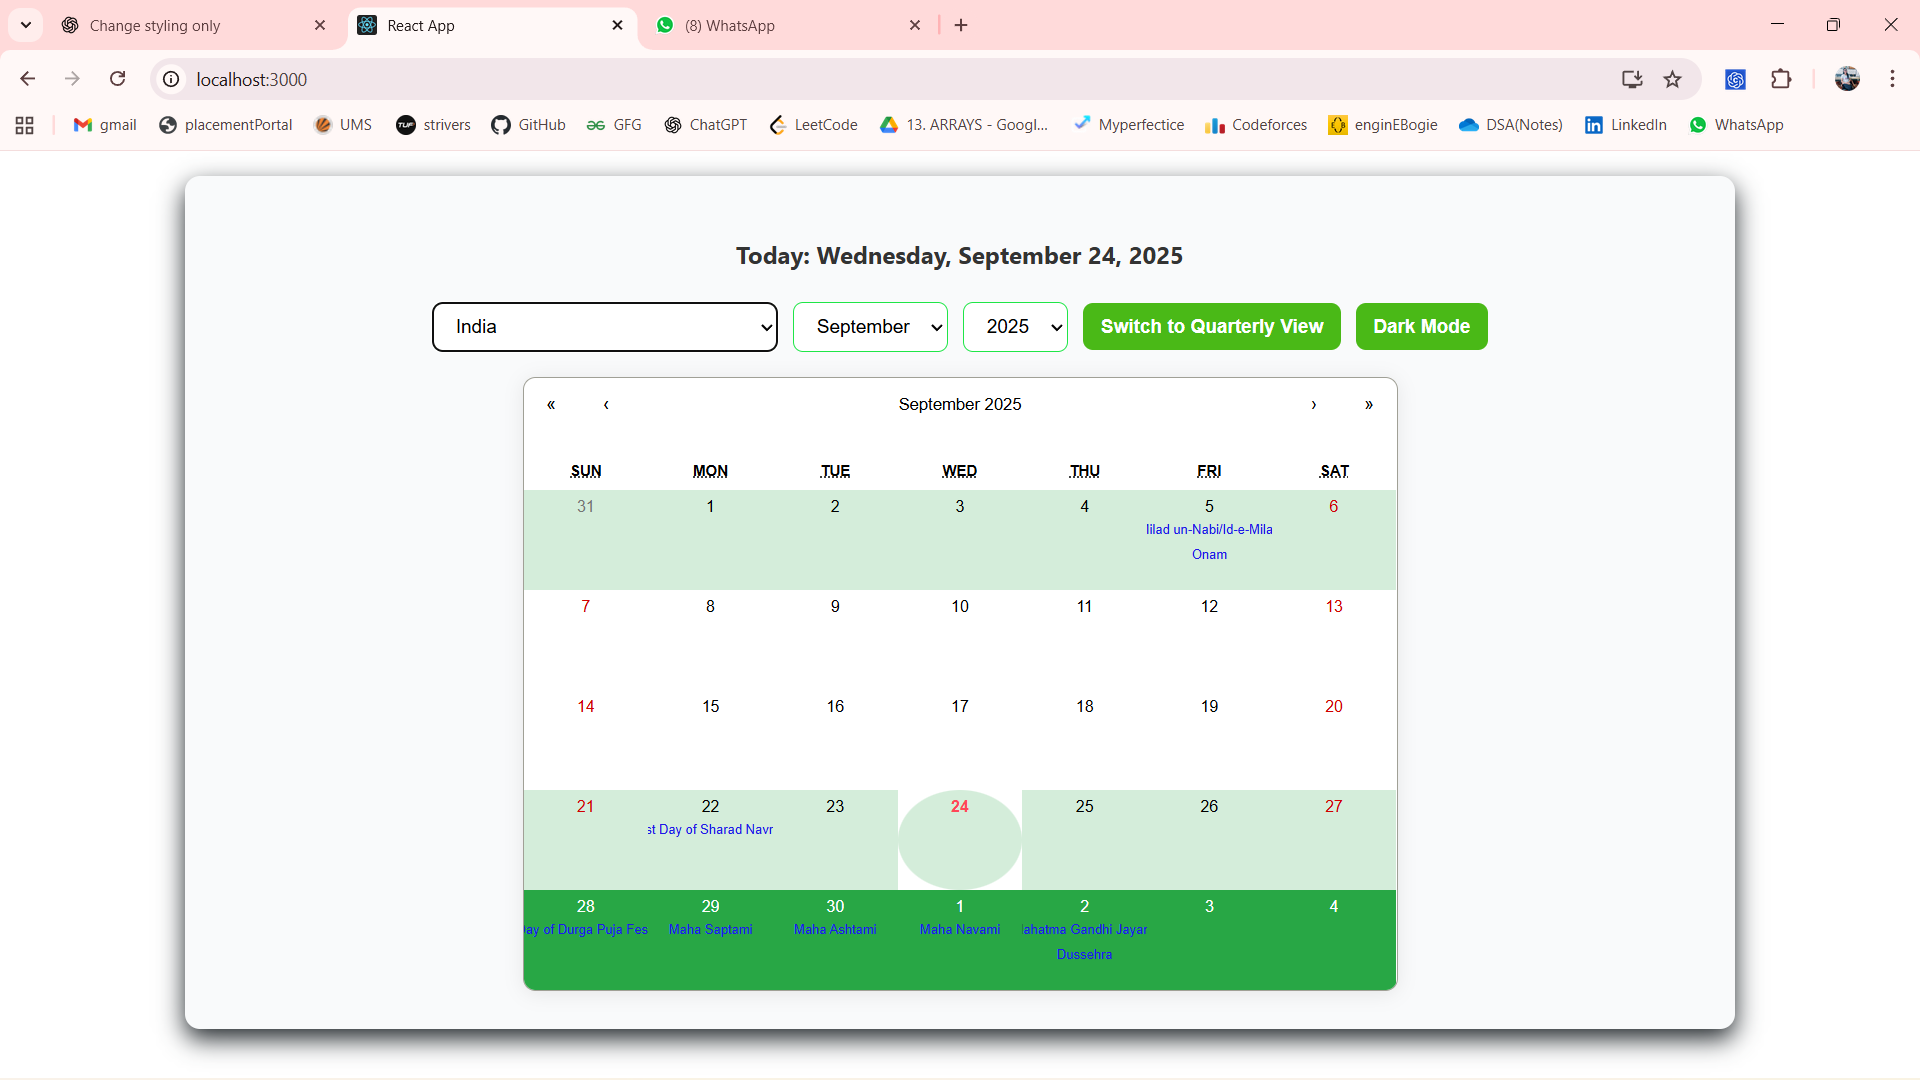 Change styling only
React App
(8) WhatsApp
localhost:3000
gmail
placementPortal
UMS
TUF
strivers
GitHub
GFG
ChatGPT
LeetCode
13. ARRAYS - Googl...
Myperfectice
Codeforces
enginEBogie
DSA(Notes)
LinkedIn
WhatsApp
Today: Wednesday, September 24, 2025
India
September
2025
Switch to Quarterly View
Dark Mode
« ‹ September 2025 › »
SUN MON TUE WED THU FRI SAT
31 1 2 3 4 5 6
lilad un-Nabi/Id-e-Mila
Onam
7 8 9 10 11 12 13
14 15 16 17 18 19 20
21 22 23 24 25 26 27
st Day of Sharad Navr
28 29 30 1 2 3 4
ay of Durga Puja Fes Maha Saptami Maha Ashtami Maha Navami ahatma Gandhi Jayar
Dussehra